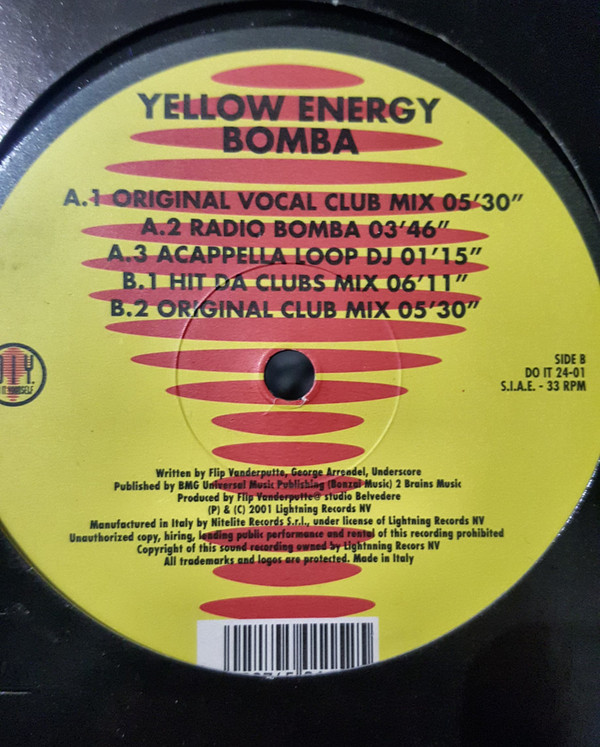 YELLOW ENERGY
BOMBA
A.1 ORIGINAL VOCAL CLUB MIX 05'30"
A.2 RADIO BOMBA 03'46"
A.3 ACAPPELLA LOOP DJ 01'15"
B.1 HIT DA CLUBS MIX 06'11"
B.2 ORIGINAL CLUB MIX 05'30"
SIDE B
DO IT 24-01
S.I.A.E. - 33 RPM
Written by Flip Vanderputte, George Arrendel, Underscore
Published by BMG Universal Music Publishing (Bonzai Music) 2 Brains Music
Produced by Flip Vanderputte@ studio Belvedere
(P) & (C) 2001 Lightning Records NV
Manufactured in Italy by Nitelite Records S.r.l., under license of Lightning Records NV
Unauthorized copy, hiring, lending public performance and rental of this recording prohibited
Copyright of this sound recording owned by Lightnning Recors NV
All trademarks and logos are protected. Made in Italy